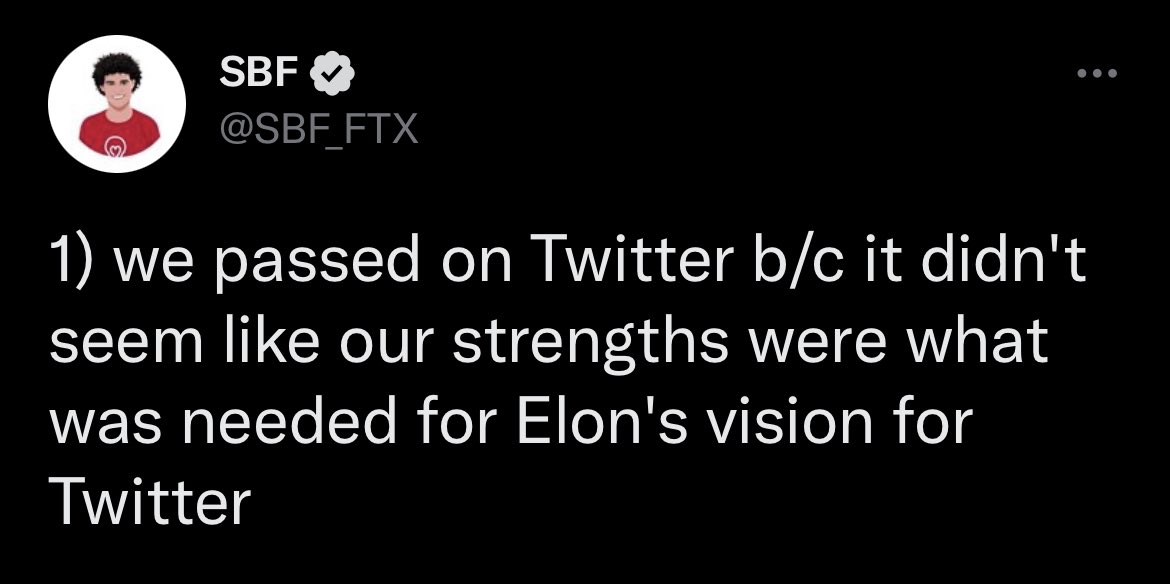 SBF
@SBF_FTX
1) we passed on Twitter b/c it didn't
seem like our strengths were what
was needed for Elon's vision for
Twitter